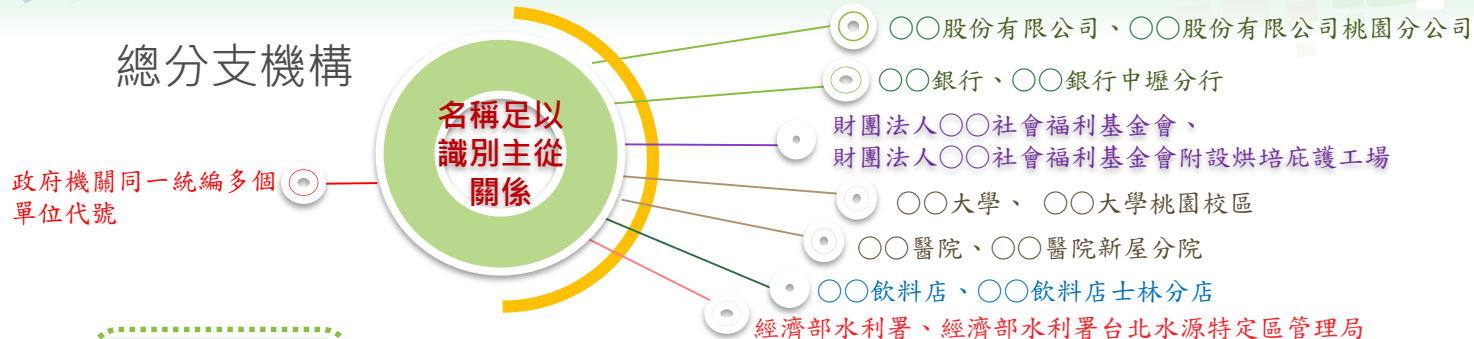 總分支機構
名稱足以
識別主從
關係
政府機關同一統編多個
單位代號
○○股份有限公司、○○股份有限公司桃園分公司
○○銀行、○○銀行中壢分行
財團法人○○社會福利基金會、
財團法人○○社會福利基金會附設烘培庇護工場
○○大學、 ○○大學桃園校區
○○醫院、○○醫院新屋分院
○○飲料店、○○飲料店士林分店
經濟部水利署、經濟部水利署台北水源特定區管理局